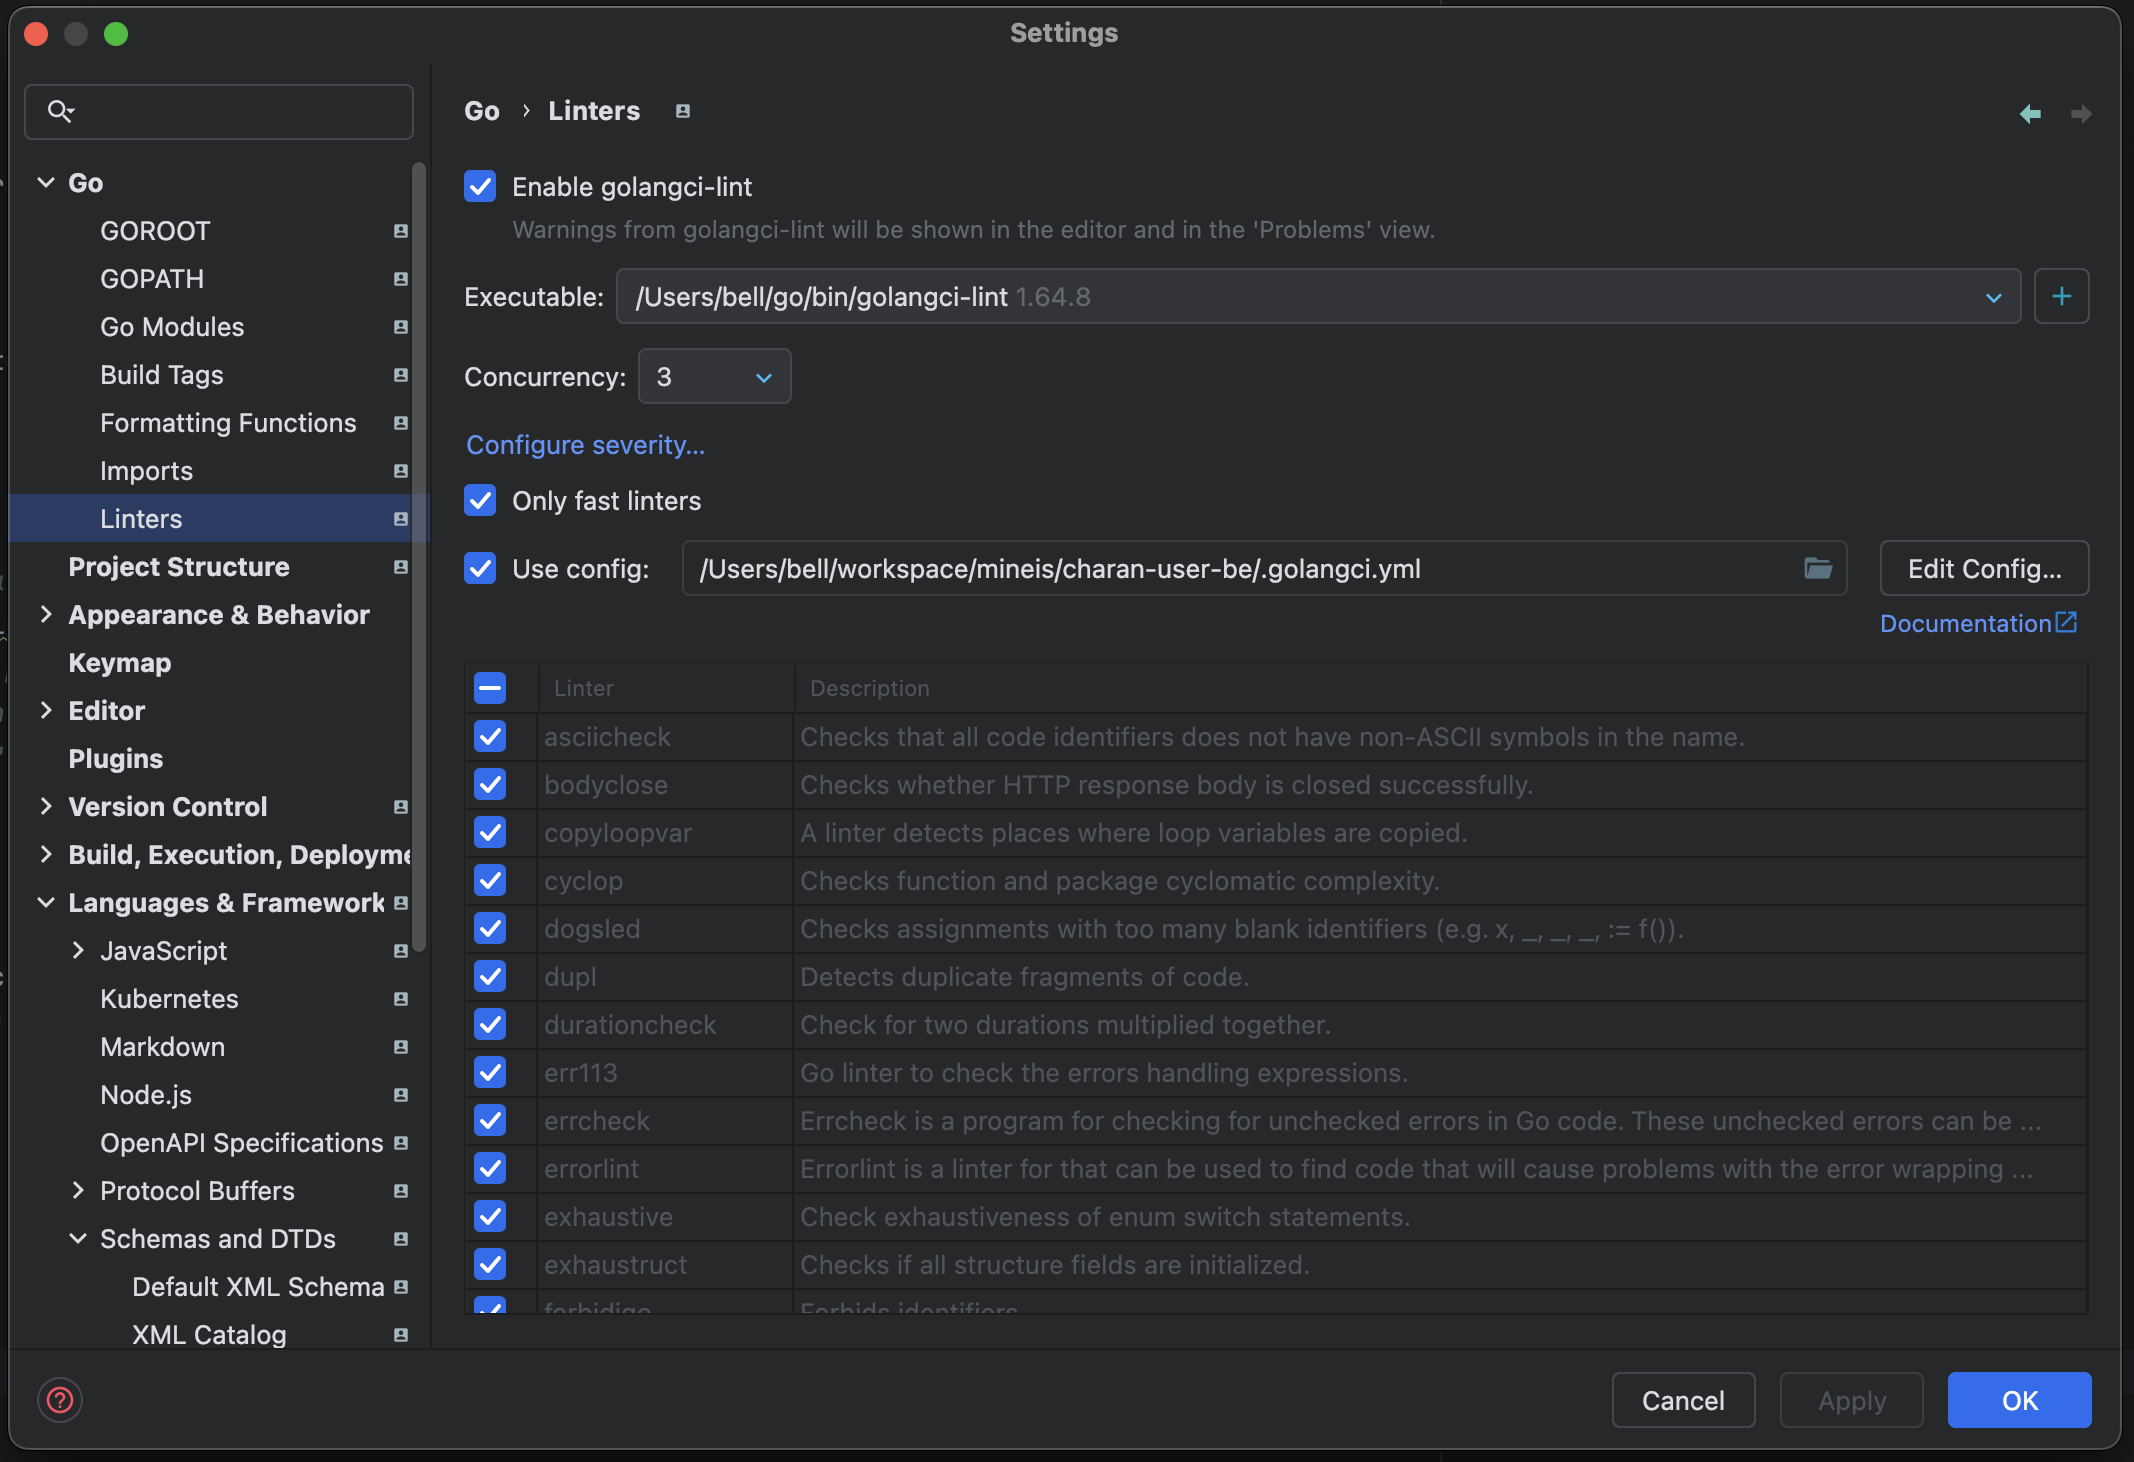 Settings
Go
GOROOT
GOPATH
Go Modules
Build Tags
Formatting Functions
Imports
Linters
Project Structure
Appearance & Behavior
Keymap
Editor
Plugins
Version Control
Build, Execution, Deployme
Languages & Framework
JavaScript
Kubernetes
Markdown
Node.js
OpenAPI Specifications
Protocol Buffers
Schemas and DTDs
Default XML Schema
XML Catalog
Go › Linters
Enable golangci-lint
Warnings from golangci-lint will be shown in the editor and in the 'Problems' view.
Executable: /Users/bell/go/bin/golangci-lint 1.64.8
Concurrency: 3
Configure severity...
Only fast linters
Use config: /Users/bell/workspace/mineis/charan-user-be/.golangci.yml Edit Config...
Documentation
Linter Description
asciicheck Checks that all code identifiers does not have non-ASCII symbols in the name.
bodyclose Checks whether HTTP response body is closed successfully.
copyloopvar A linter detects places where loop variables are copied.
cyclop Checks function and package cyclomatic complexity.
dogsled Checks assignments with too many blank identifiers (e.g. x, _, _, _, := f()).
dupl Detects duplicate fragments of code.
durationcheck Check for two durations multiplied together.
err113 Go linter to check the errors handling expressions.
errcheck Errcheck is a program for checking for unchecked errors in Go code. These unchecked errors can be ...
errorlint Errorlint is a linter for that can be used to find code that will cause problems with the error wrapping ...
exhaustive Check exhaustiveness of enum switch statements.
exhaustruct Checks if all structure fields are initialized.
forbidigo Forbids identifiers
? Cancel Apply OK